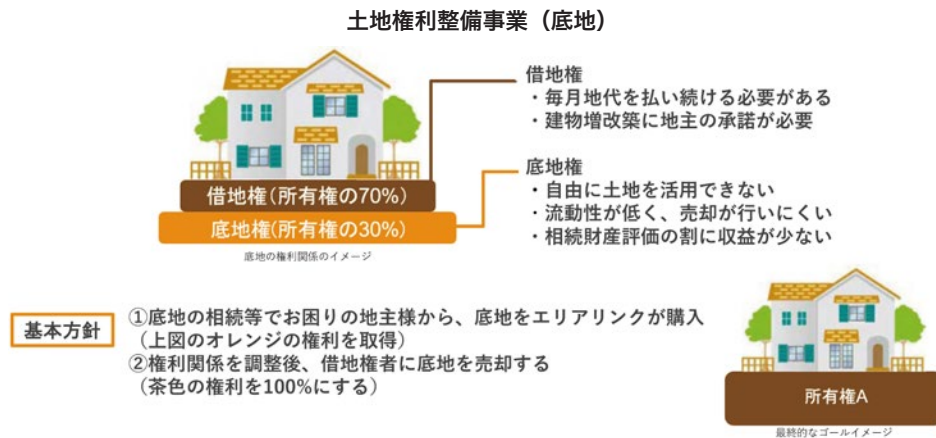 土地権利整備事業（底地）
借地権
・毎月地代を払い続ける必要がある
・建物増改築に地主の承諾が必要
底地権
・自由に土地を活用できない
・流動性が低く、売却が行いにくい
・相続財産評価の割に収益が少ない
借地権(所有権の70%)
底地権(所有権の30%)
底地の権利関係のイメージ
基本方針
①底地の相続等でお困りの地主様から、底地をエリアリンクが購入
（上図のオレンジの権利を取得）
②権利関係を調整後、借地権者に底地を売却する
（茶色の権利を100%にする）
所有権A
最終的なゴールイメージ